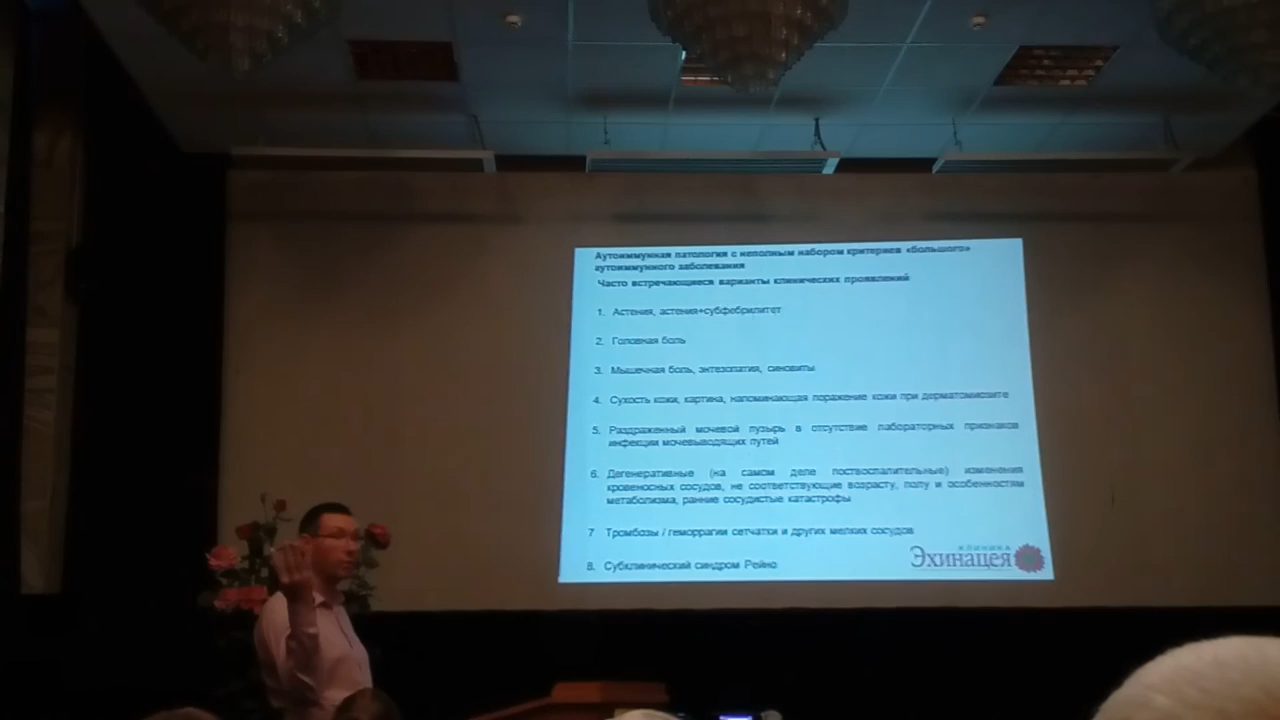 Аутоиммунная патология с неполным набором критериев «большого»
аутоиммунного заболевания
Часто встречающиеся варианты клинических проявлений
1. Астения, астения+субфебрилитет
2. Головная боль
3. Мышечная боль, энтезопатия, синовиты
4. Сухость кожи, картина, напоминающая поражение кожи при дерматомиозите
5. Раздраженный мочевой пузырь в отсутствие лабораторных признаков
инфекции мочевыводящих путей
6. Дегенеративные (на самом деле поствоспалительные) изменения
кровеносных сосудов, не соответствующие возрасту, полу и особенностям
метаболизма, ранние сосудистые катастрофы
7 Тромбозы / геморрагии сетчатки и других мелких сосудов
8. Субклинический синдром Рейно
КЛИНИКА
Эхинацея